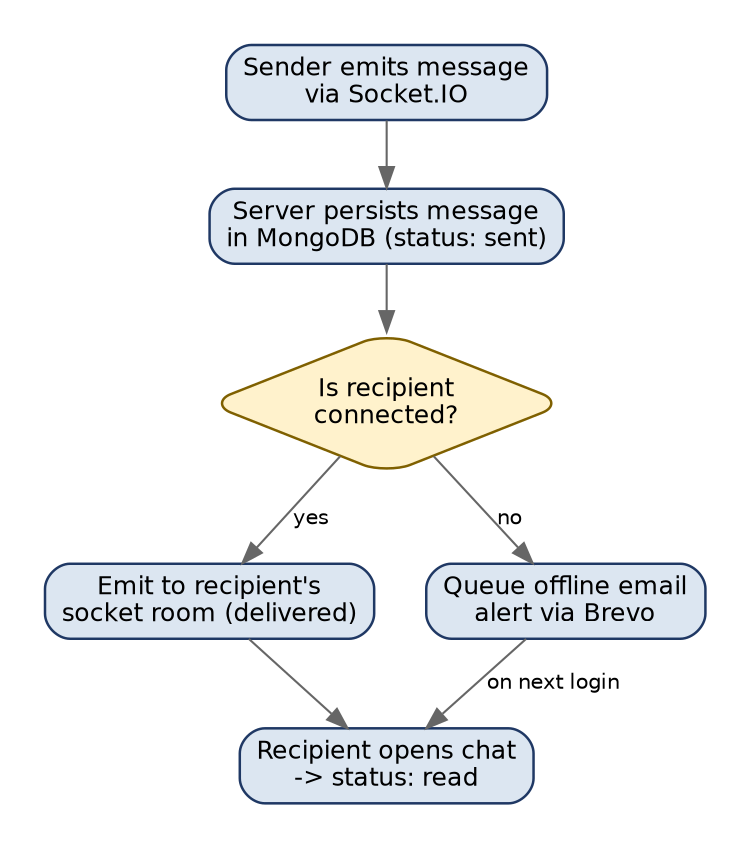 Sender emits message
via Socket.IO
Server persists message
in MongoDB (status: sent)
Is recipient
connected?
yes
no
Emit to recipient's
socket room (delivered)
Queue offline email
alert via Brevo
on next login
Recipient opens chat
-> status: read